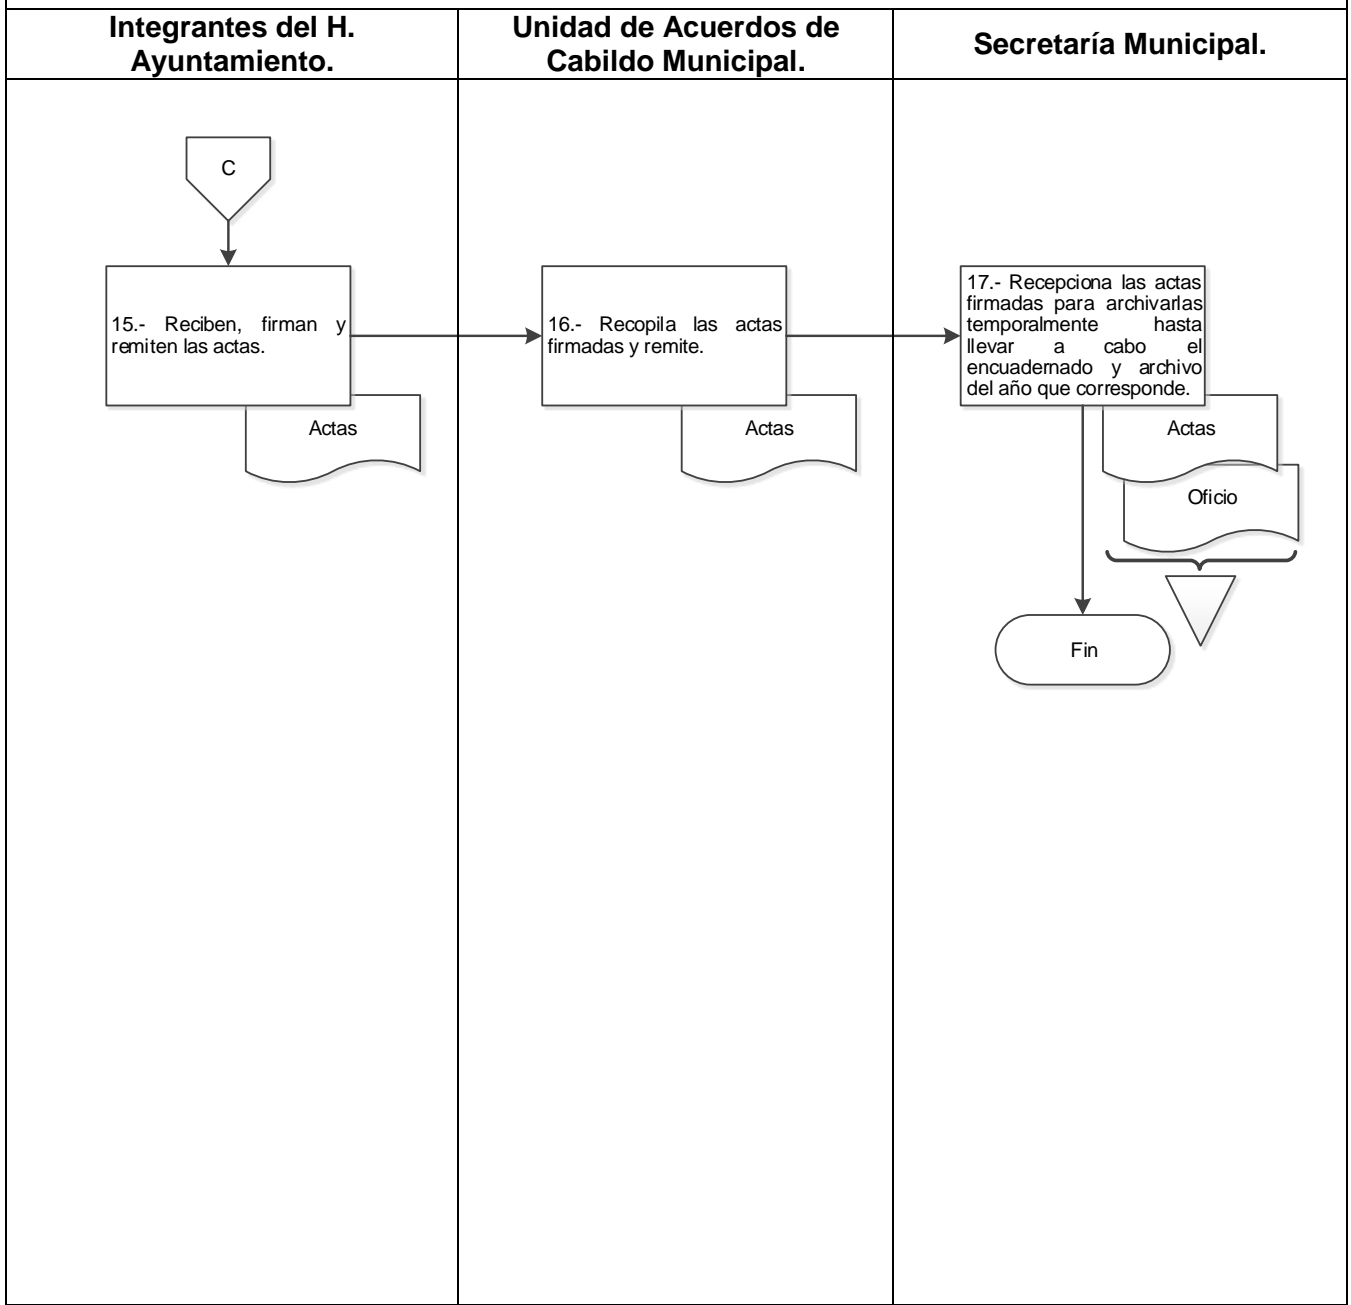 Integrantes del H.
Ayuntamiento.
Unidad de Acuerdos de
Cabildo Municipal.
Secretaría Municipal.
C
15.- Reciben, firman y
remiten las actas.
Actas
16.- Recopila las actas
firmadas y remite.
Actas
17.- Recepciona las actas
firmadas para archivarlas
temporalmente hasta
llevar a cabo el
encuadernado y archivo
del año que corresponde.
Actas
Oficio
Fin